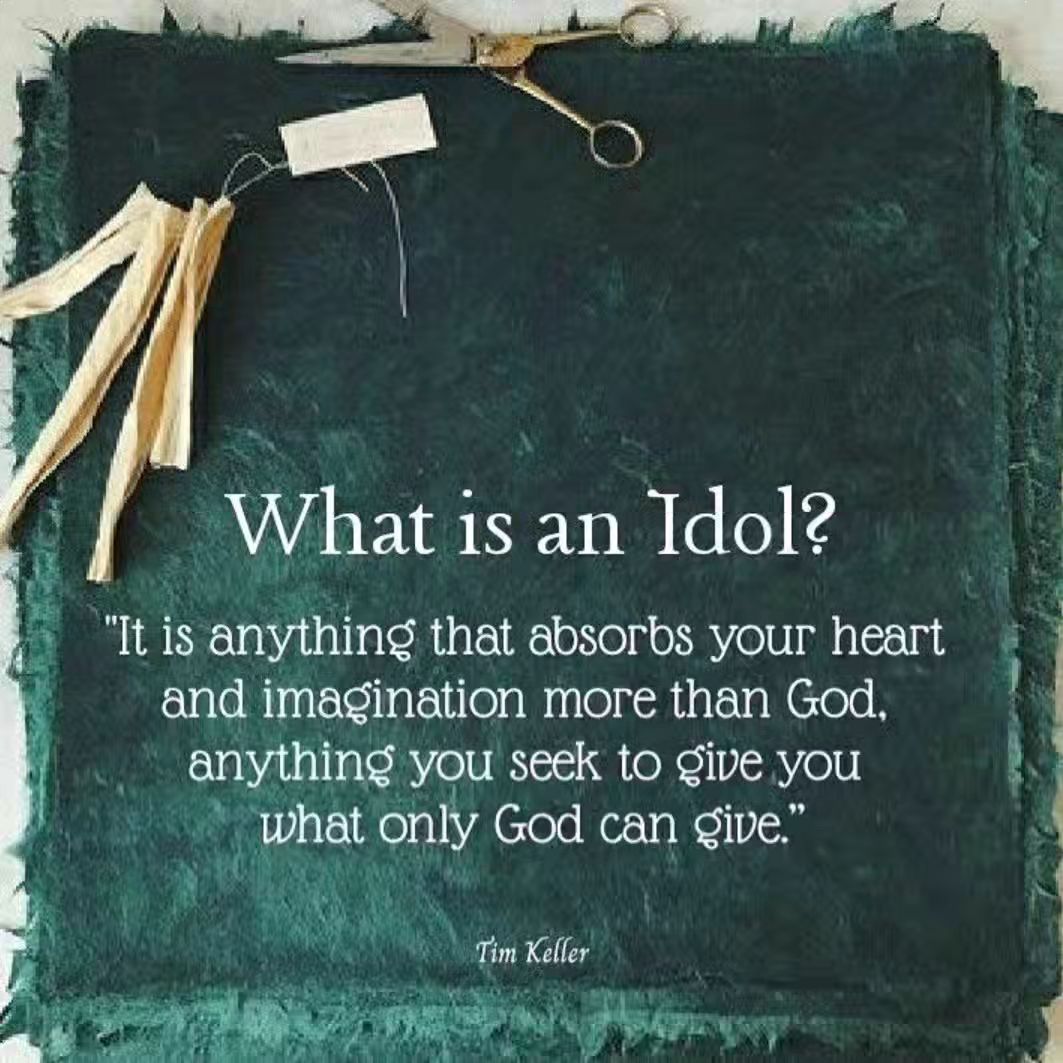 What is an Idol?
"It is anything that absorbs your heart
and imagination more than God,
anything you seek to give you
what only God can give.”
Tim Keller